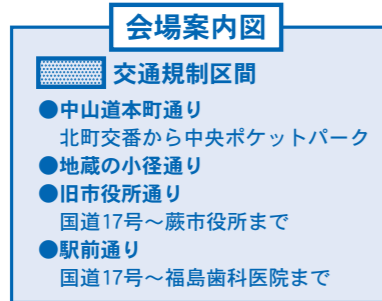 会場案内図
交通規制区間
●中山道本町通り
北町交番から中央ポケットパーク
●地蔵の小径通り
●旧市役所通り
国道17号～蕨市役所まで
●駅前通り
国道17号～福島歯科医院まで